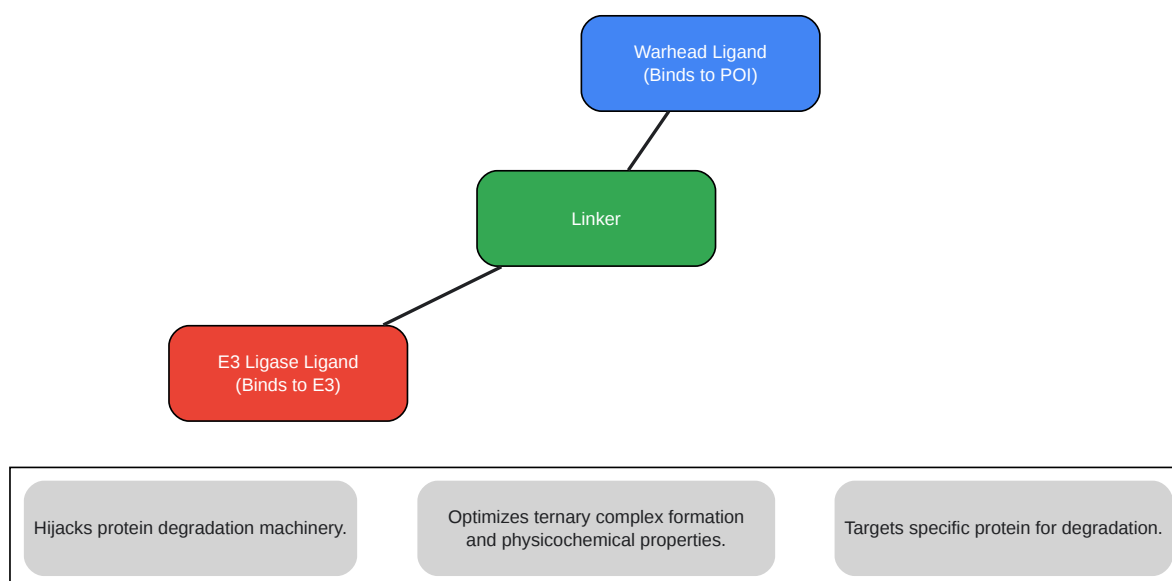 Warhead Ligand
(Binds to POI)
Linker
E3 Ligase Ligand
(Binds to E3)
Hijacks protein degradation machinery.
Optimizes ternary complex formation
and physicochemical properties.
Targets specific protein for degradation.